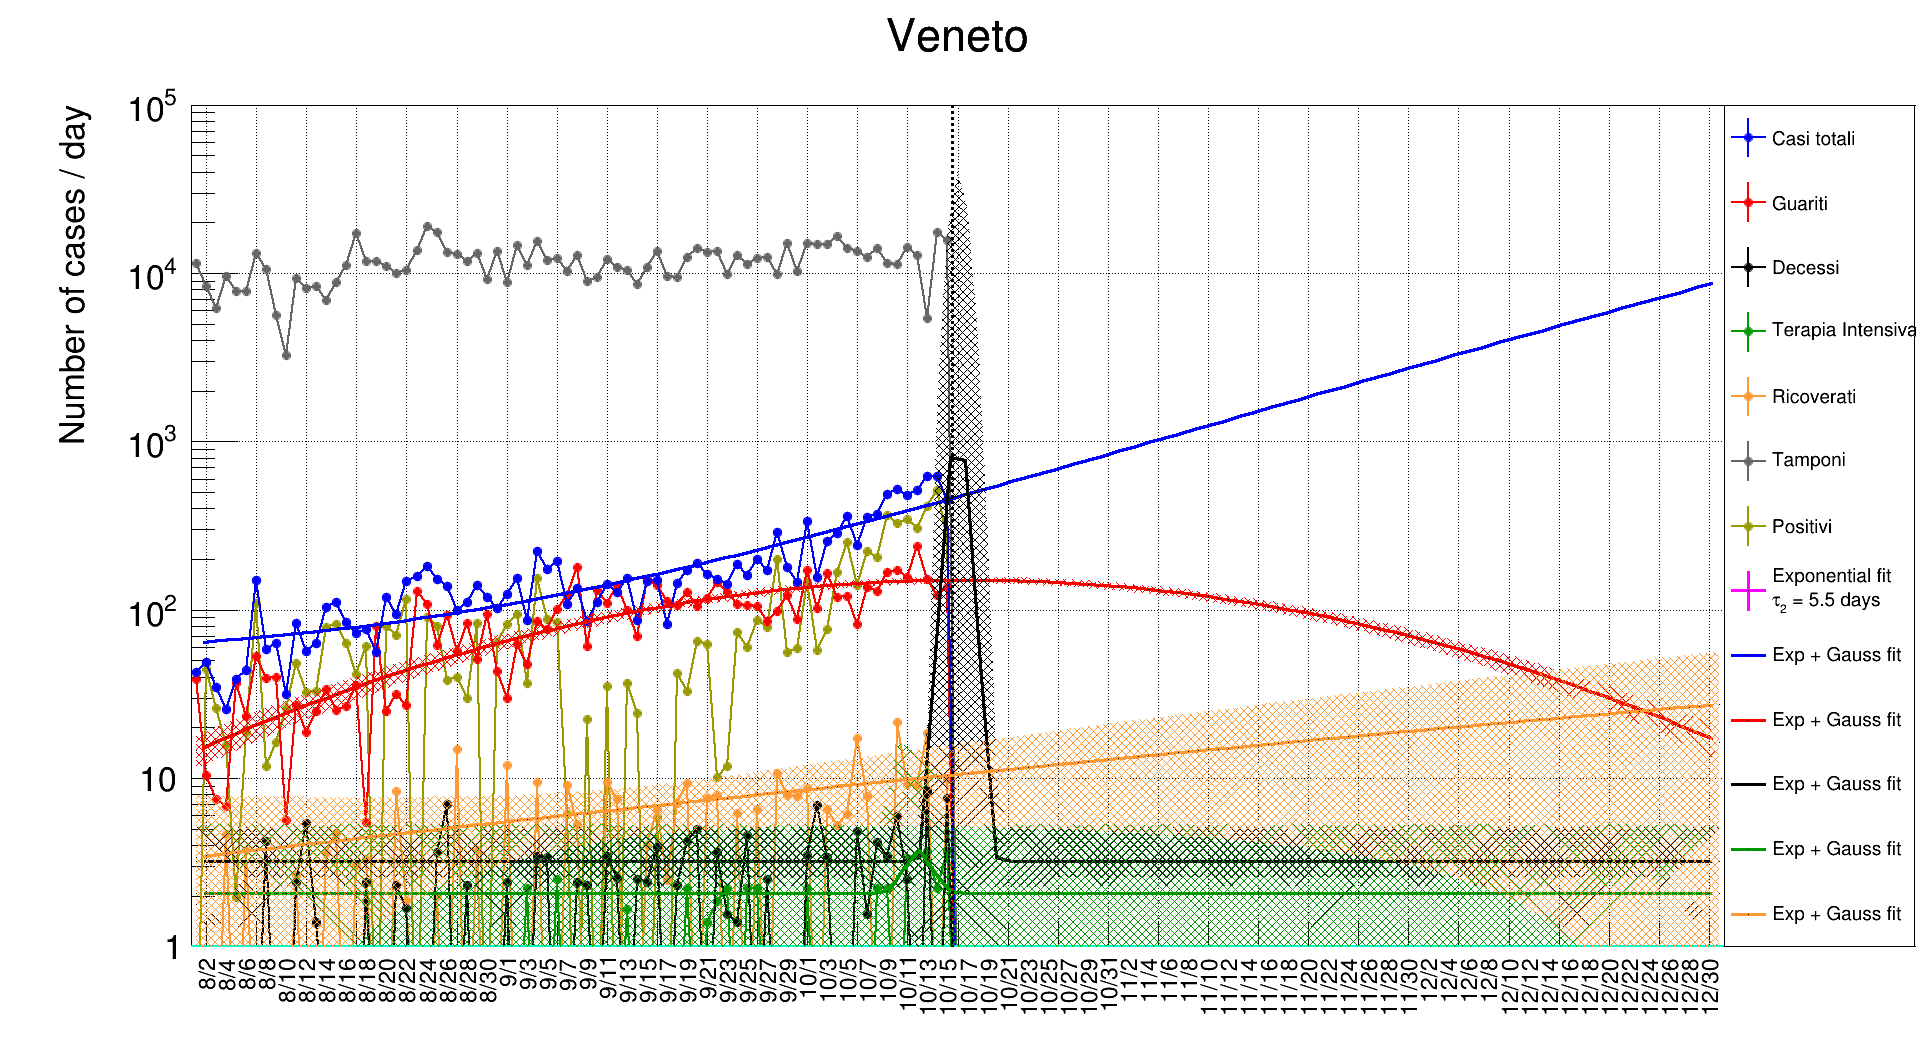 Veneto
Number of cases / day
10^5
10^4
10^3
10^2
10
1
8/2 8/4 8/6 8/8 8/10 8/12 8/14 8/16 8/18 8/20 8/22 8/24 8/26 8/28 8/30 9/1 9/3 9/5 9/7 9/9 9/11 9/13 9/15 9/17 9/19 9/21 9/23 9/25 9/27 9/29 10/1 10/3 10/5 10/7 10/9 10/11 10/13 10/15 10/17 10/19 10/21 10/23 10/25 10/27 10/29 10/31 11/2 11/4 11/6 11/8 11/10 11/12 11/14 11/16 11/18 11/20 11/22 11/24 11/26 11/28 11/30 12/2 12/4 12/6 12/8 12/10 12/12 12/14 12/16 12/18 12/20 12/22 12/24 12/26 12/28 12/30
Casi totali
Guariti
Decessi
Terapia Intensiva
Ricoverati
Tamponi
Positivi
Exponential fit
τ2 = 5.5 days
Exp + Gauss fit
Exp + Gauss fit
Exp + Gauss fit
Exp + Gauss fit
Exp + Gauss fit